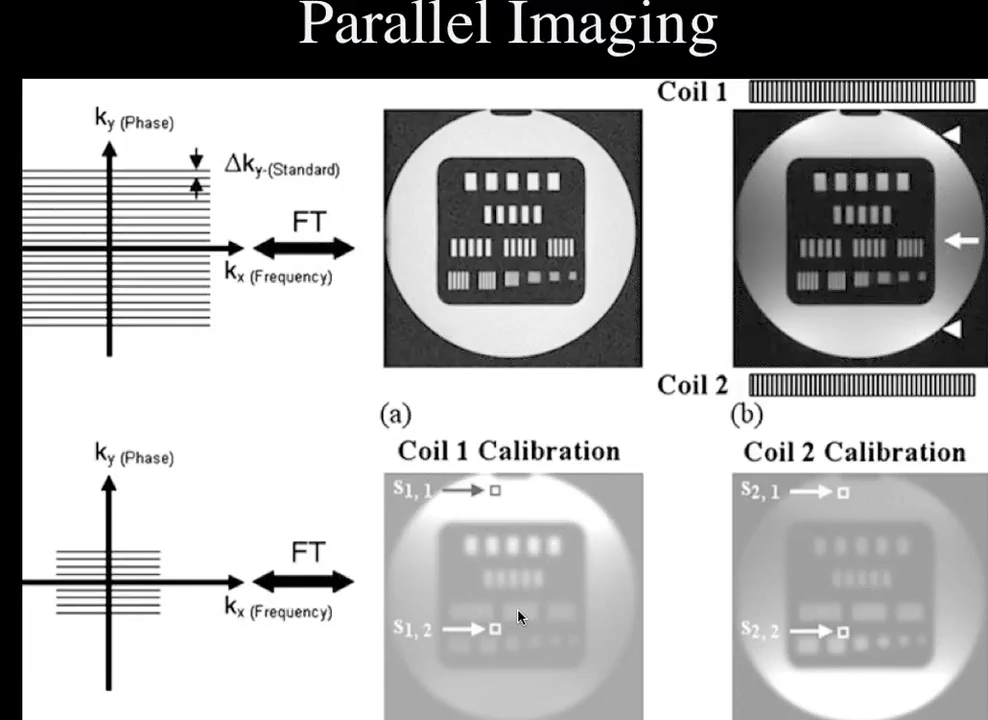 Parallel Imaging
Coil 1
ky (Phase)
Δky-(Standard)
FT
kx (Frequency)
Coil 2
(a)
(b)
Coil 1 Calibration
Coil 2 Calibration
ky (Phase)
S1, 1
S2, 1
FT
kx (Frequency)
S1, 2
S2, 2